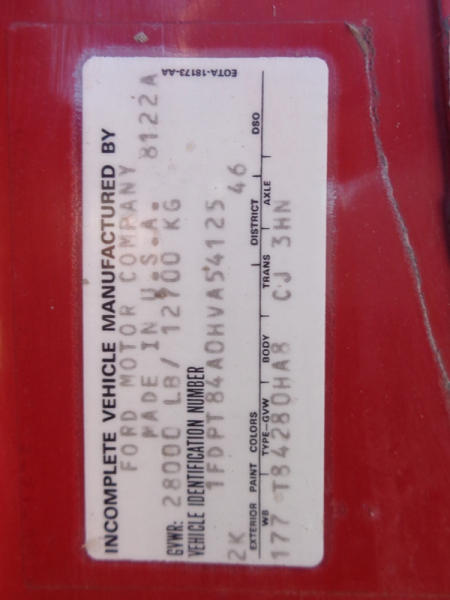 INCOMPLETE VEHICLE MANUFACTURED BY
FORD MOTOR COMPANY
MADE IN U.S.A. 8122A
GVWR: 28000 LB/ 12700 KG
VEHICLE IDENTIFICATION NUMBER
1FDPT84A0HVA54125
2K 46
EXTERIOR PAINT COLORS DISTRICT DSO
WB TYPE-GVW BODY TRANS AXLE
177 T84280HA8 CJ 3HN
EOTA-18173-AA